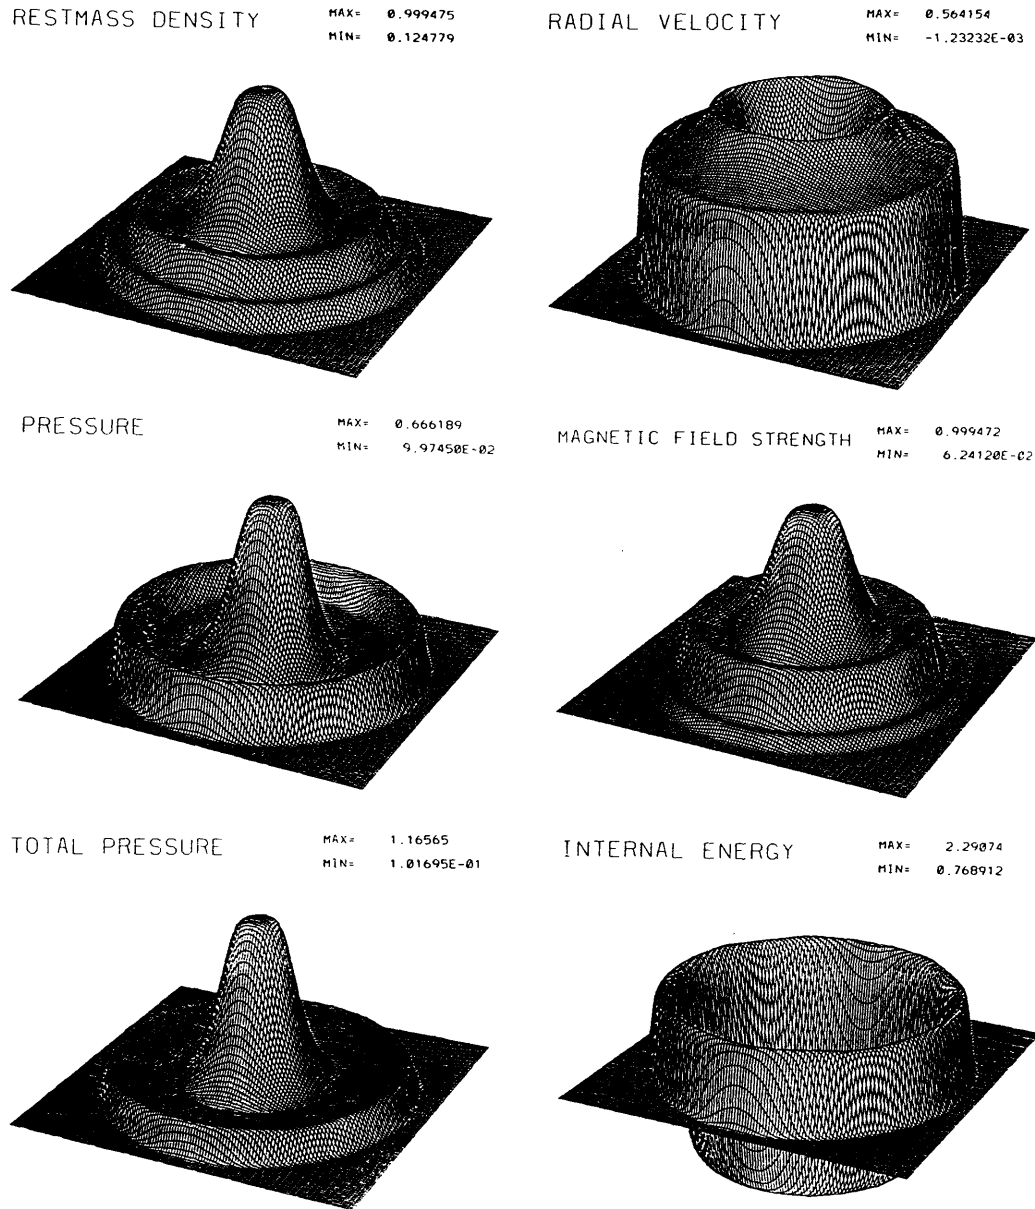 RESTMASS DENSITY
MAX= 0.999475
MIN= 0.124779
RADIAL VELOCITY
MAX= 0.564154
MIN= -1.23232E-03
PRESSURE
MAX= 0.666189
MIN= 9.97450E-02
MAGNETIC FIELD STRENGTH
MAX= 0.999472
MIN= 6.24120E-02
TOTAL PRESSURE
MAX= 1.16565
MIN= 1.01695E-01
INTERNAL ENERGY
MAX= 2.29074
MIN= 0.768912